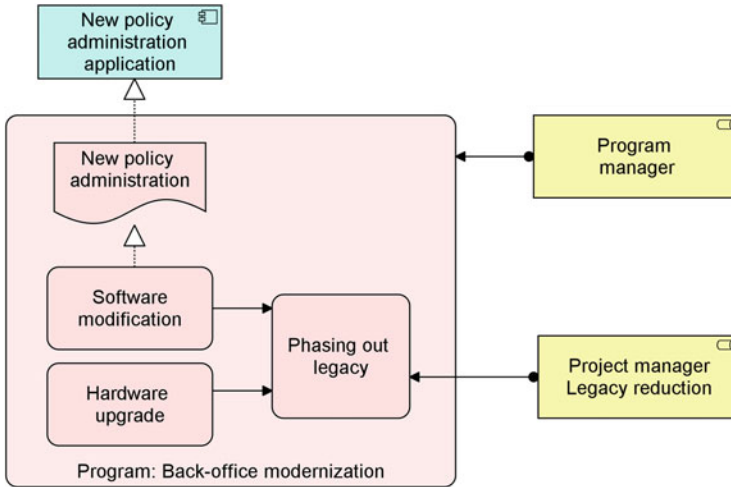 New policy
administration
application
New policy
administration
Program
manager
Software
modification
Phasing out
legacy
Hardware
upgrade
Project manager
Legacy reduction
Program: Back-office modernization